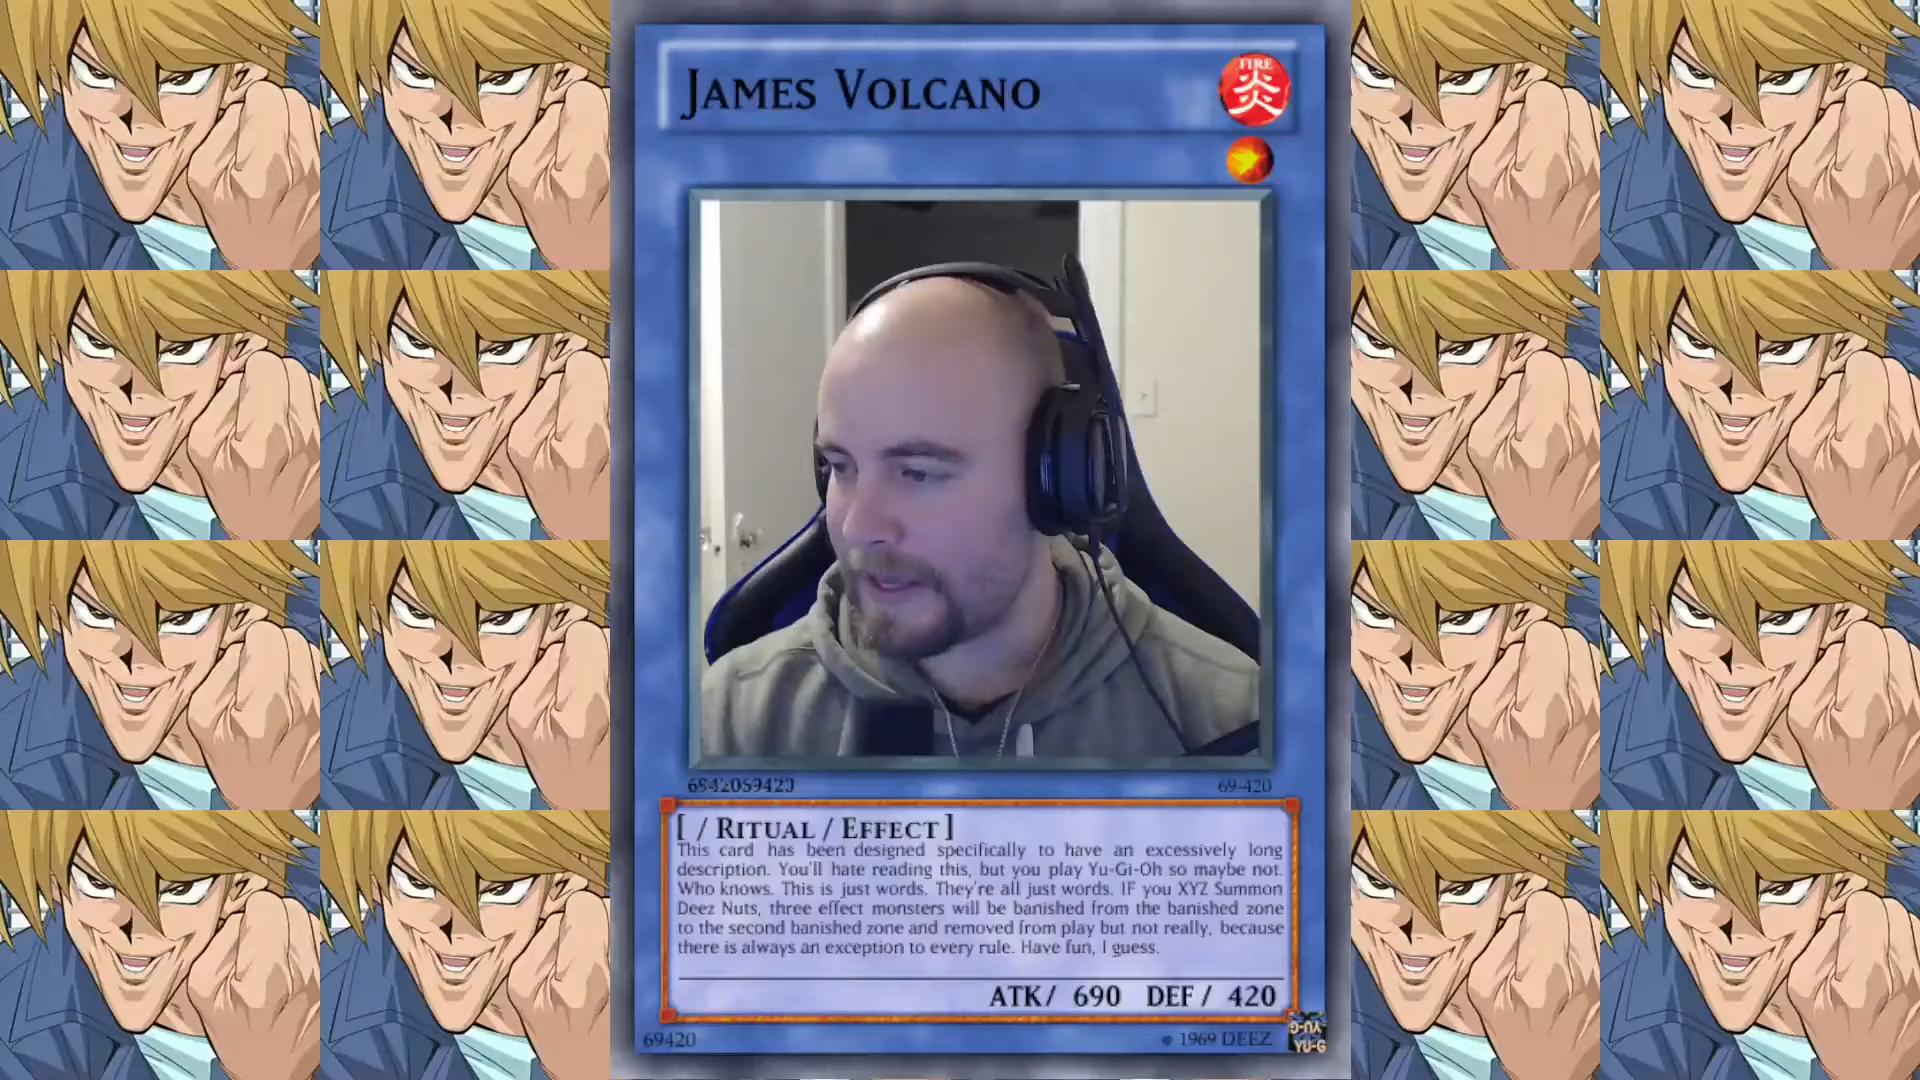 JAMES VOLCANO
FIRE
炎
69-420
[ / RITUAL / EFFECT ]
This card has been designed specifically to have an excessively long
description. You'll hate reading this, but you play Yu-Gi-Oh so maybe not.
Who knows. This is just words. They're all just words. IF you XYZ Summon
Deez Nuts, three effect monsters will be banished from the banished zone
to the second banished zone and removed from play but not really, because
there is always an exception to every rule. Have fun, I guess.
ATK/ 690 DEF/ 420
69420
© 1969 DEEZ
YU-G